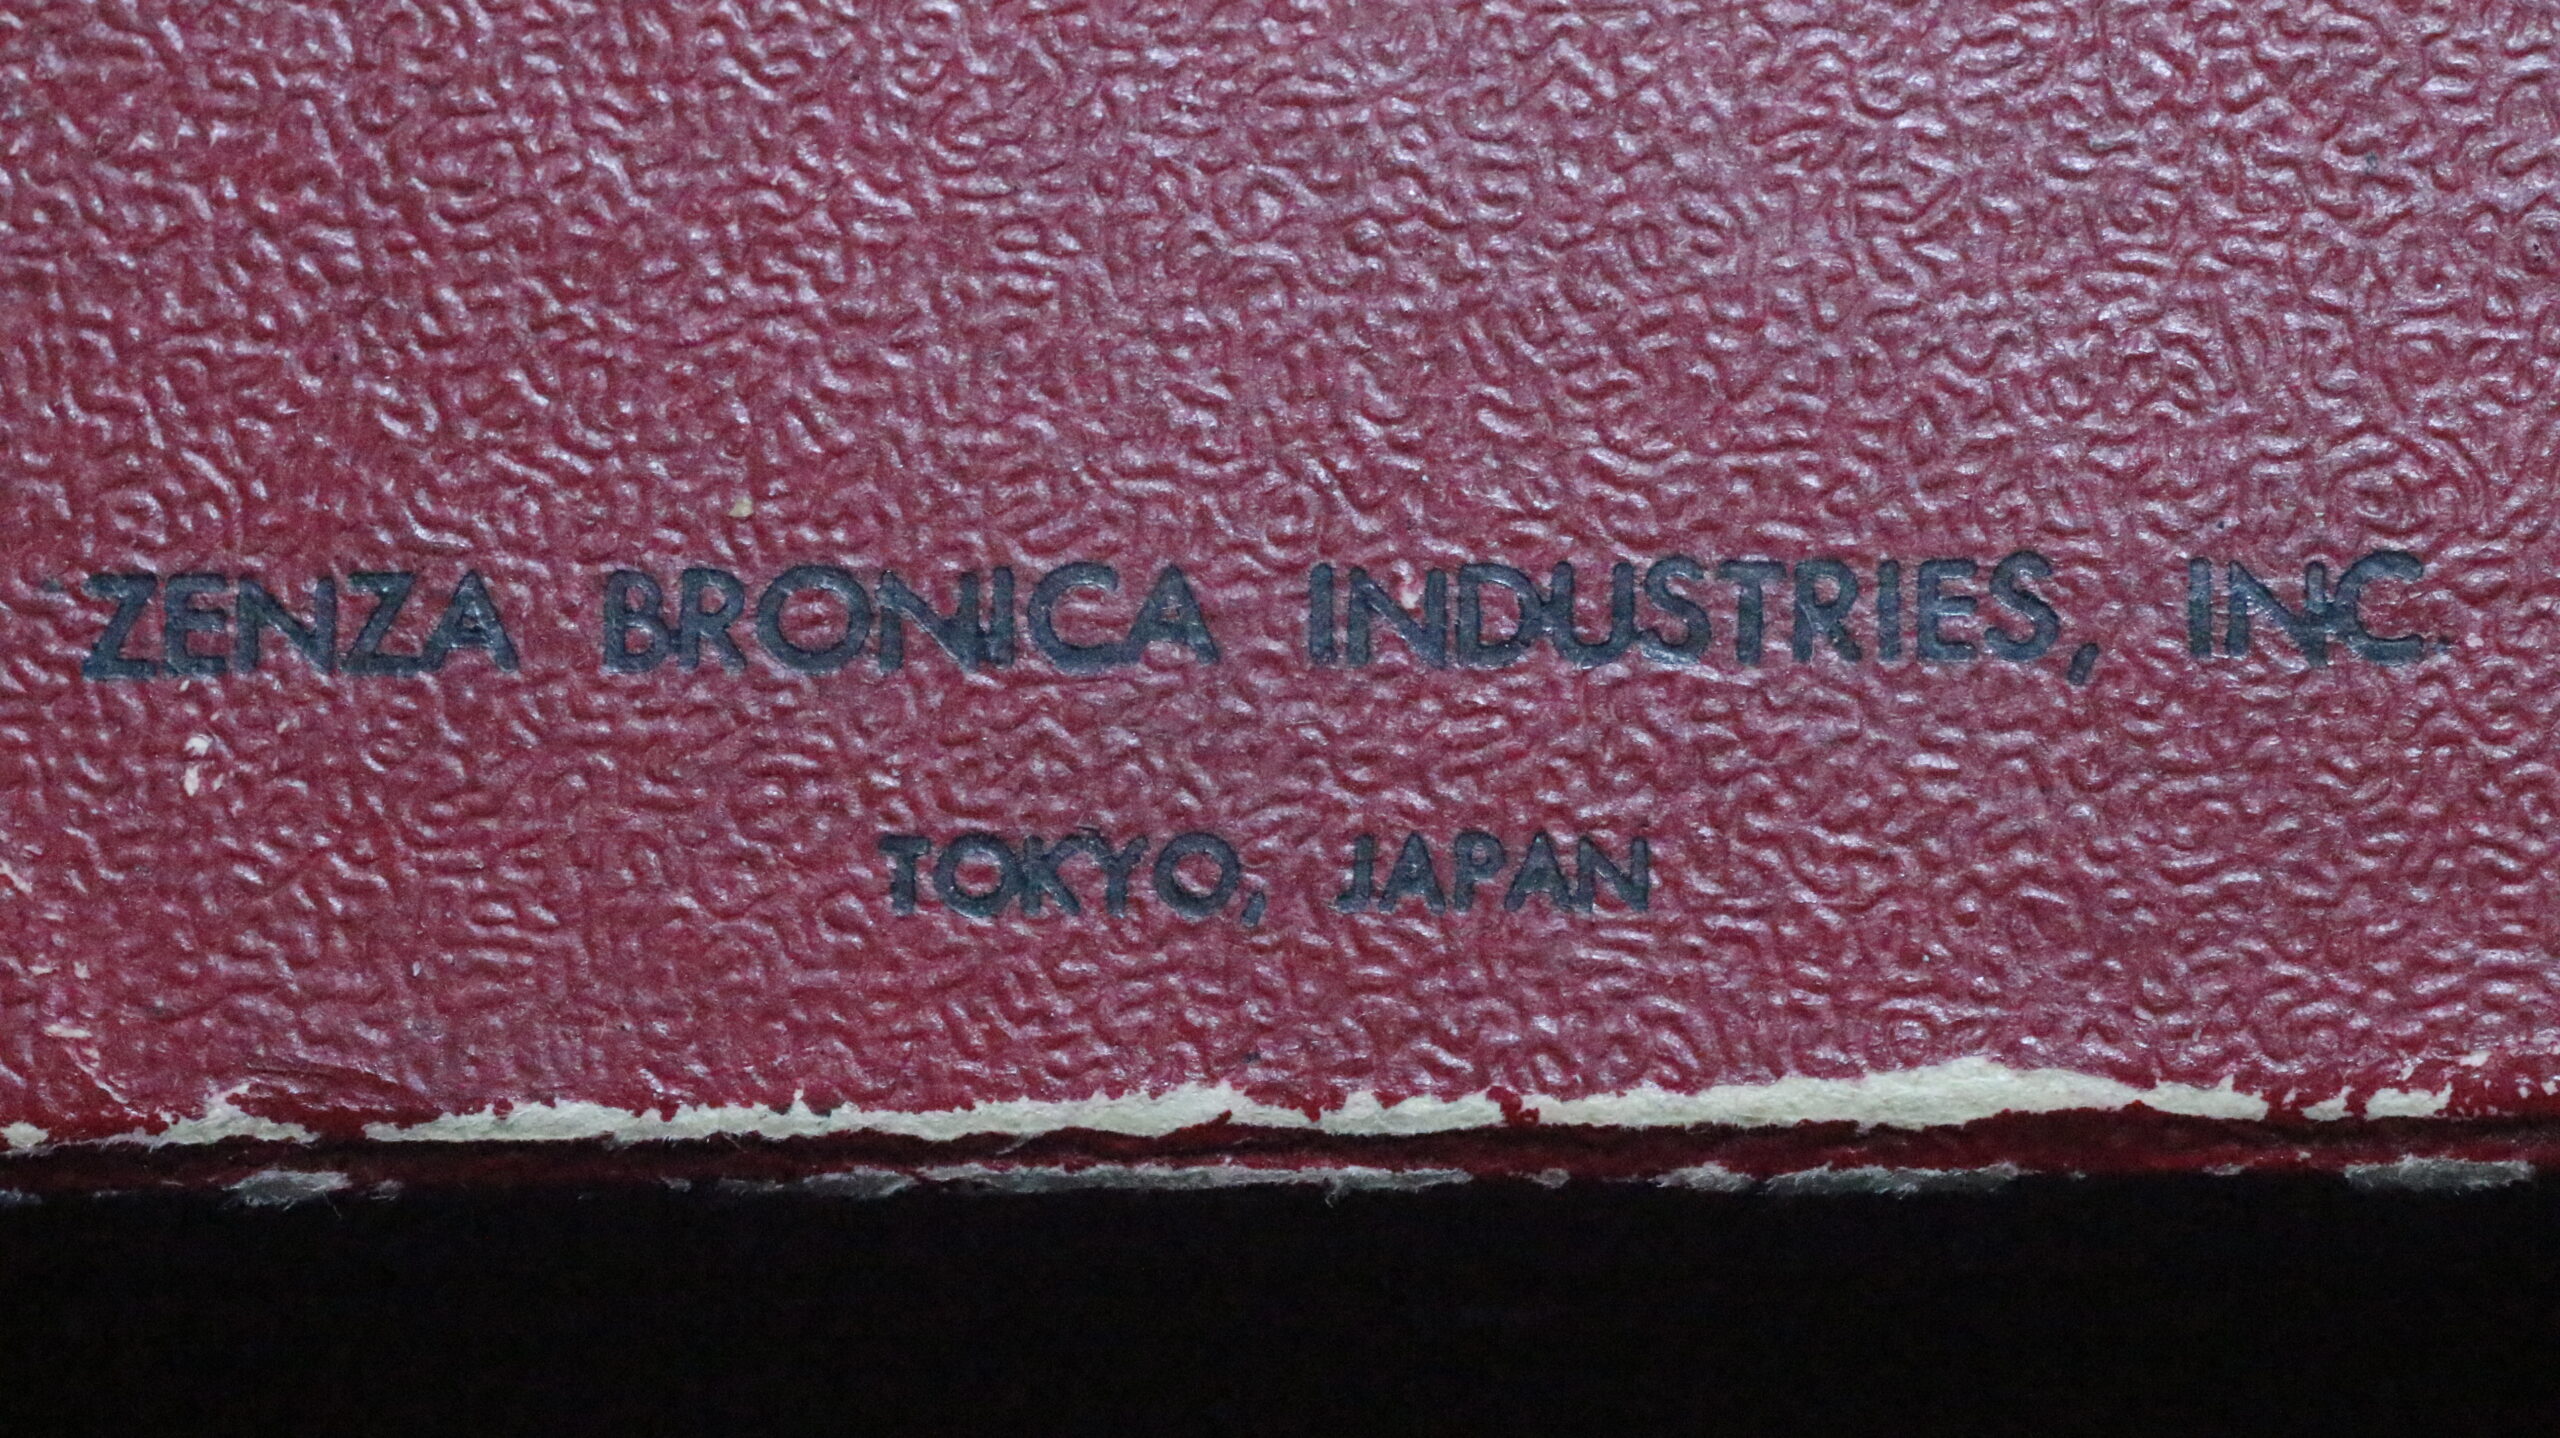 ZENZA BRONICA INDUSTRIES, INC.
TOKYO, JAPAN